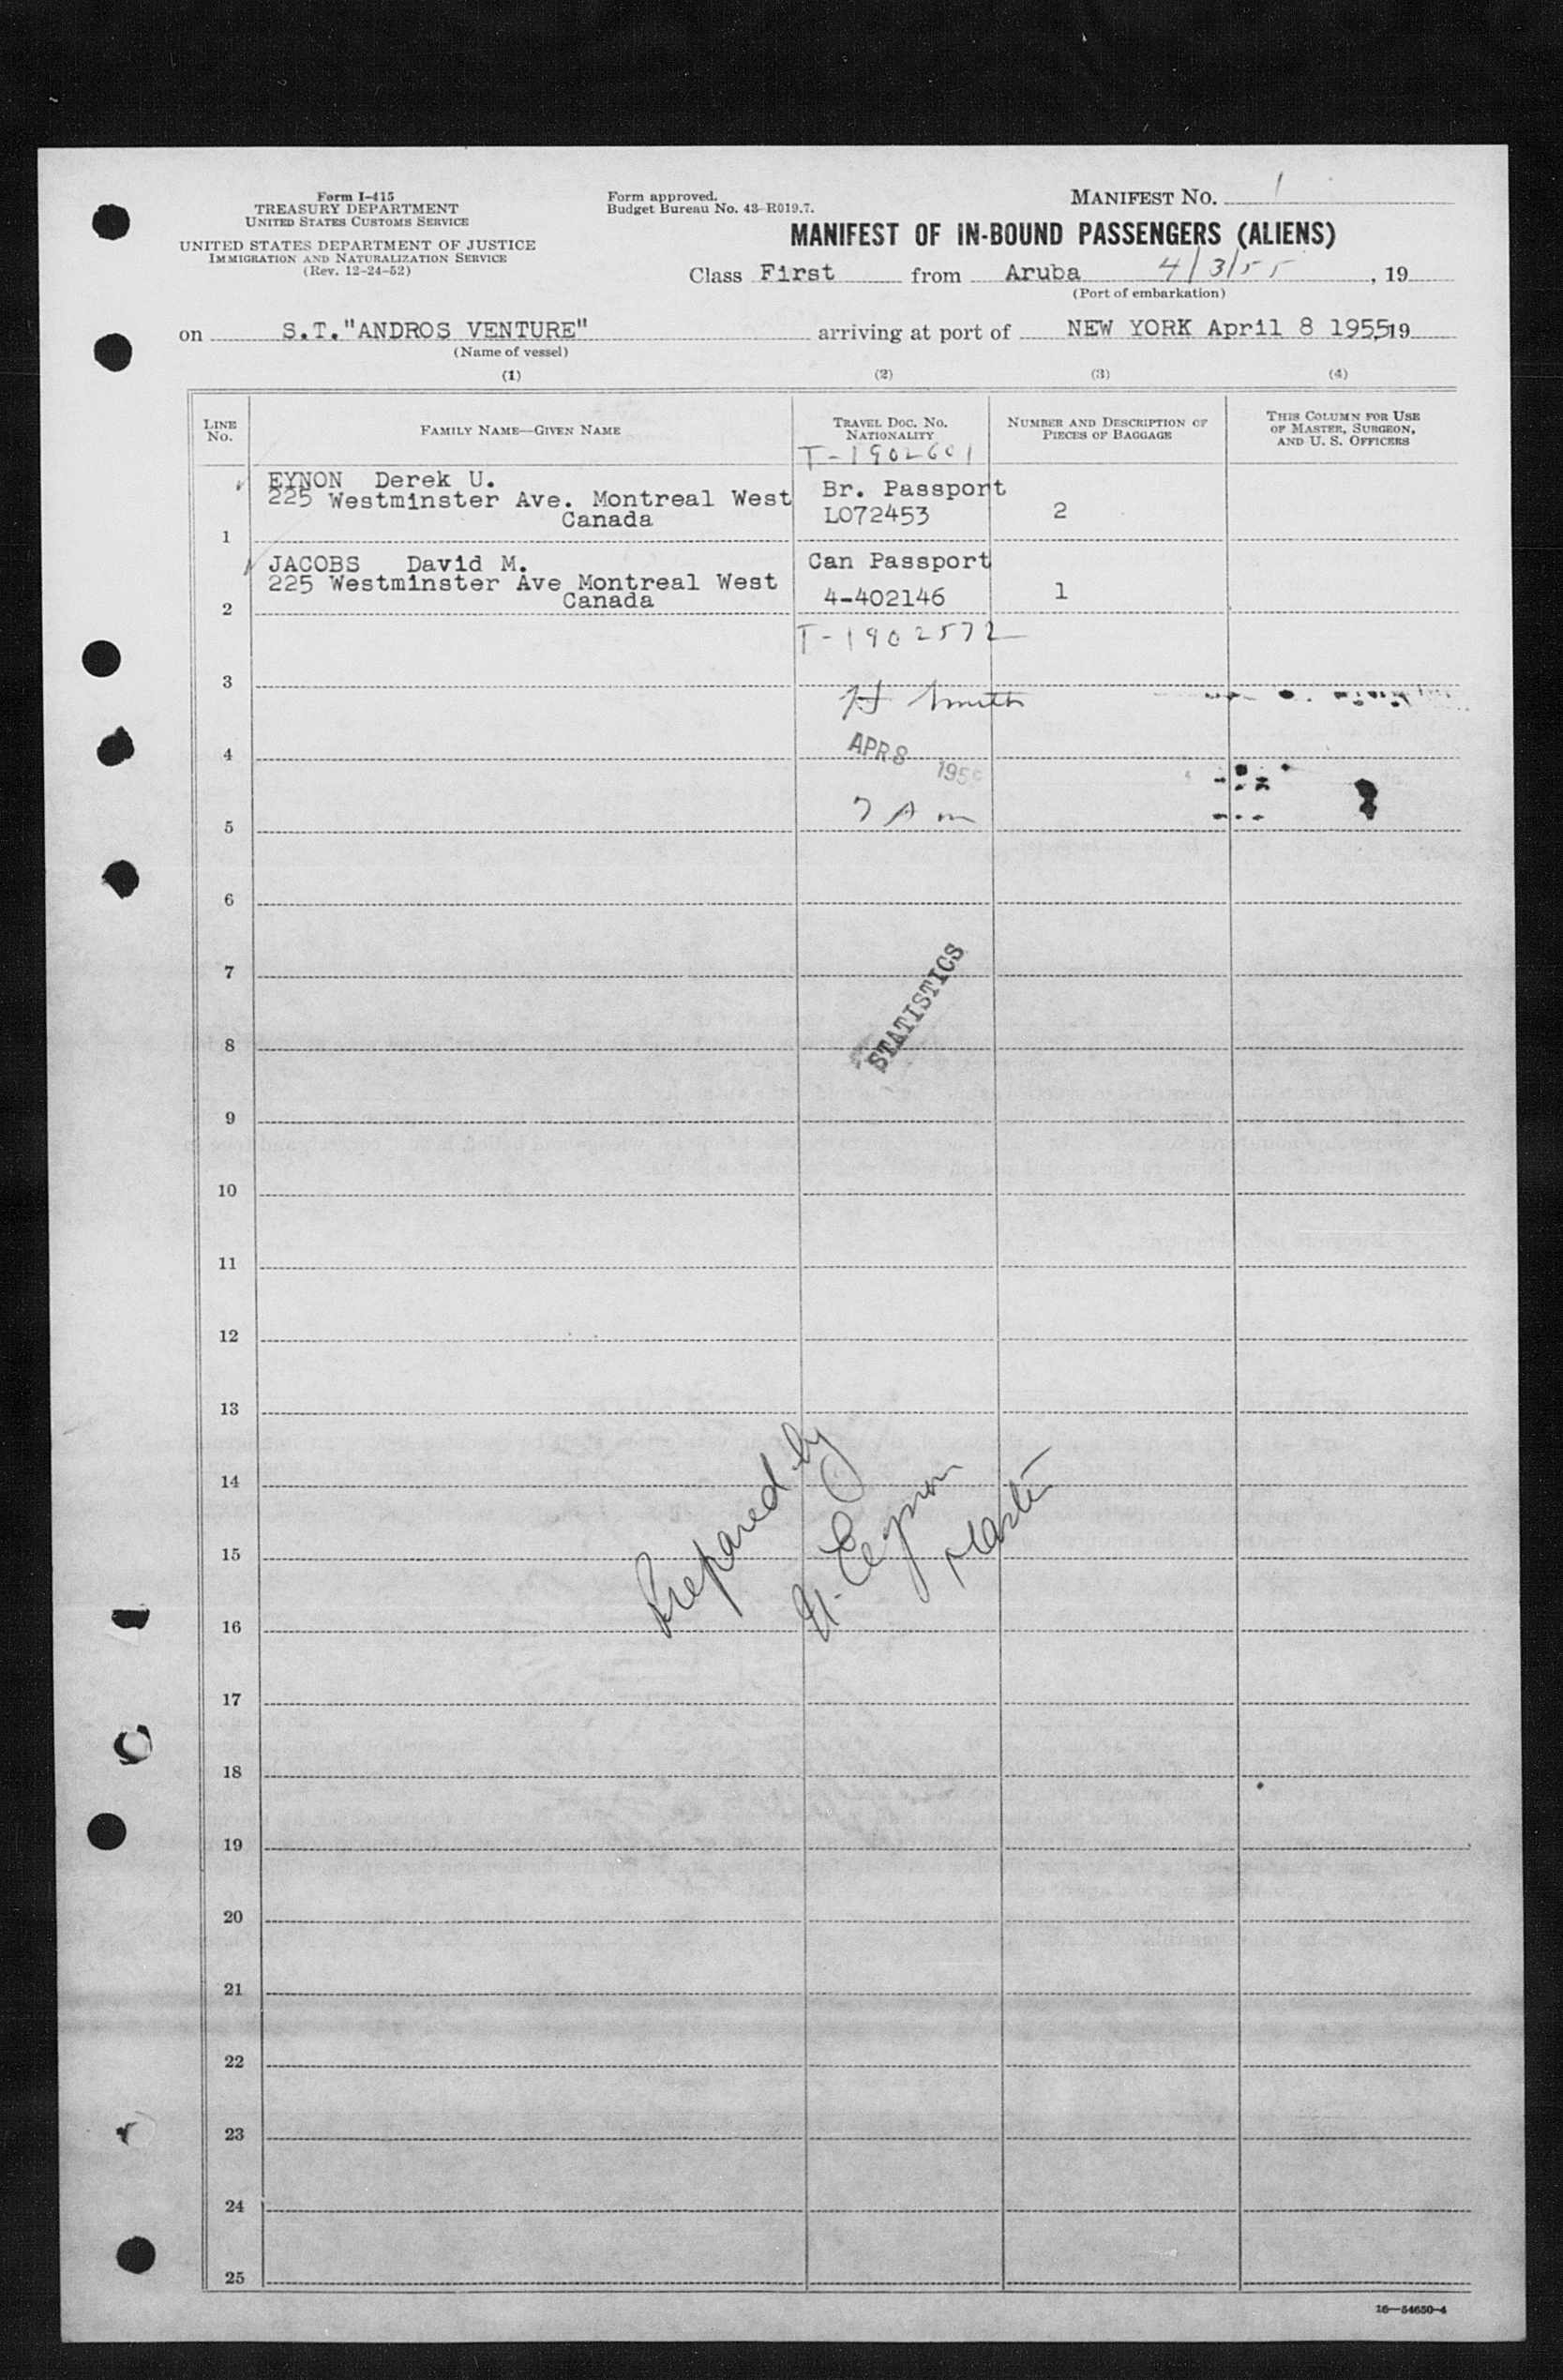 Form I-415
TREASURY DEPARTMENT
UNITED STATES CUSTOMS SERVICE
UNITED STATES DEPARTMENT OF JUSTICE
IMMIGRATION AND NATURALIZATION SERVICE
(Rev. 12-24-52)
Form approved.
Budget Bureau No. 43-R019.7.
MANIFEST NO. 1
MANIFEST OF IN-BOUND PASSENGERS (ALIENS)
Class First from Aruba 4/3/55, 19
(Port of embarkation)
on S.T."ANDROS VENTURE" arriving at port of NEW YORK April 8 1955, 19
(Name of vessel)
(1) (2) (3) (4)
LINE NO.
FAMILY NAME—GIVEN NAME
TRAVEL DOC. NO.
NATIONALITY
NUMBER AND DESCRIPTION OF
PIECES OF BAGGAGE
THIS COLUMN FOR USE
OF MASTER, SURGEON,
AND U. S. OFFICERS
T-1902601
EYNON Derek U. Br. Passport
225 Westminster Ave. Montreal West L072453 2
Canada
1
JACOBS David M. Can Passport
225 Westminster Ave Montreal West 4-402146 1
Canada
2
T-1902572
3
H Smith
4
APR 8 195
7 Am
5
6
7
STATISTICS
8
9
10
11
12
13
Prepared by
14
15
Master
16
17
18
19
20
21
22
23
24
25
16—54650-4